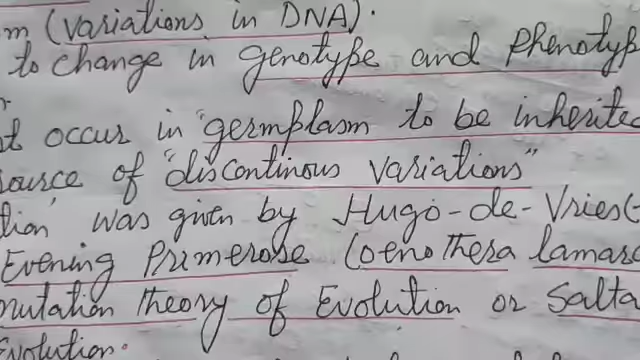 m (variations in DNA).
to change in genotype and Phenotyp
t occur in "germplasm to be inherited
source of "discontinous variations"
tion' was given by Hugo-de-Vries(
Evening Primerose (oenothera lamarc
mutation theory of Evolution or Salta
Evolution.